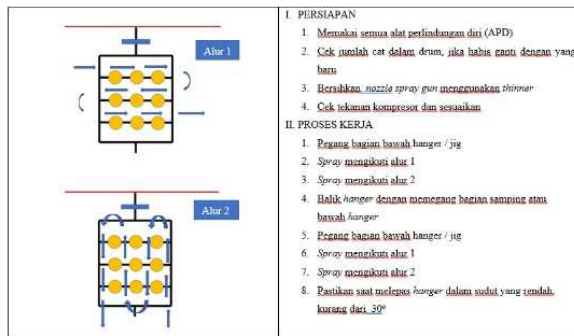 Alur 1
Alur 2
I. PERSIAPAN
1. Memakai semua alat perlindungan diri (APD)
2. Cek jumlah cat dalam drum, jika habis ganti dengan yang
baru
3. Bersihkan nozzle spray gun menggunakan thinner
4. Cek tekanan kompresor dan sesuaikan
II. PROSES KERJA
1. Pegang bagian bawah hanger / jig
2. Spray mengikuti alur 1
3. Spray mengikuti alur 2
4. Balik hanger dengan memegang bagian samping atau
bawah hanger
5. Pegang bagian bawah hanger / jig
6. Spray mengikuti alur 1
7. Spray mengikuti alur 2
8. Pastikan saat melepas hanger dalam sudut yang rendah,
kurang dari 30°